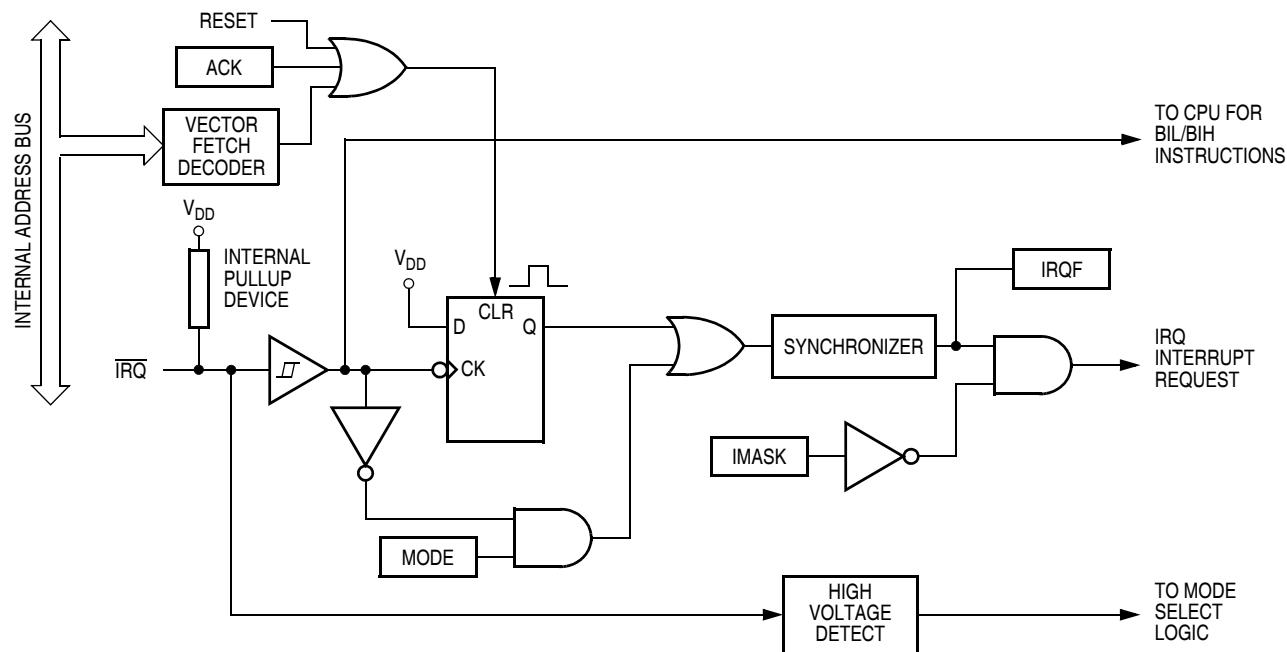 RESET
ACK
VECTOR
FETCH
DECODER
INTERNAL ADDRESS BUS
TO CPU FOR
BIL/BIH
INSTRUCTIONS
VDD
INTERNAL
PULLUP
DEVICE
VDD
CLR
D
Q
CK
IRQF
SYNCHRONIZER
IRQ
IRQ
INTERRUPT
REQUEST
IMASK
MODE
HIGH
VOLTAGE
DETECT
TO MODE
SELECT
LOGIC